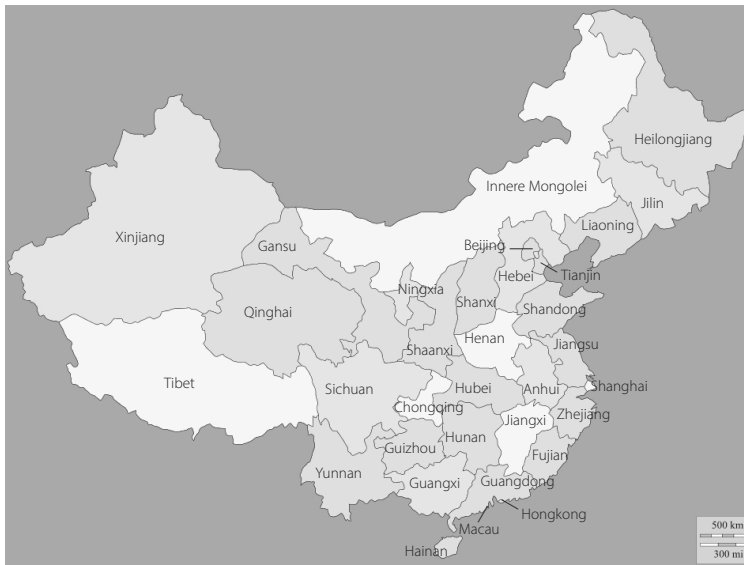 Heilongjiang
Innere Mongolei
Jilin
Xinjiang
Liaoning
Gansu
Beijing
Tianjin
Hebei
Ningxia
Shanxi
Qinghai
Shandong
Henan
Jiangsu
Shaanxi
Tibet
Sichuan
Hubei
Anhui
Shanghai
Chongqing
Jiangxi
Zhejiang
Hunan
Guizhou
Fujian
Yunnan
Guangxi
Guangdong
Hongkong
Macau
Hainan
500 km
300 mi